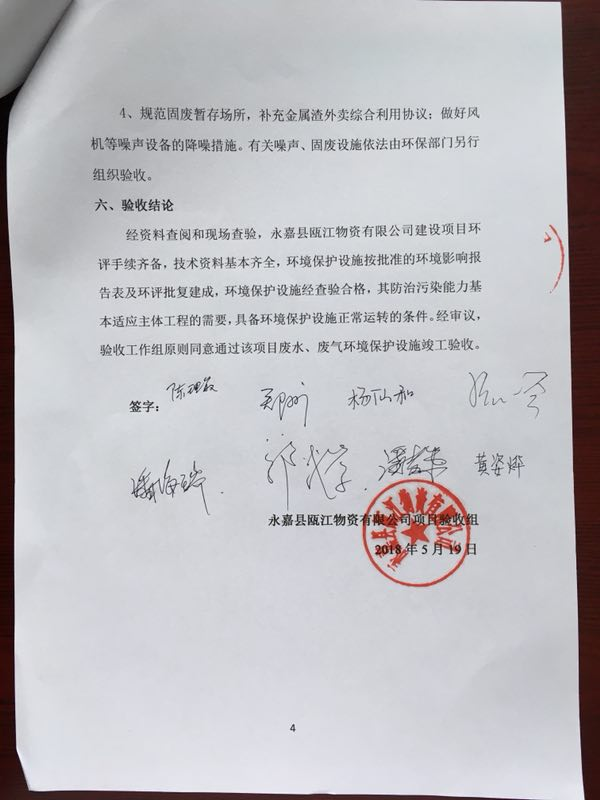 4、规范固废暂存场所，补充金属渣外卖综合利用协议；做好风
机等噪声设备的降噪措施。有关噪声、固废设施依法由环保部门另行
组织验收。
六、验收结论
经资料查阅和现场查验，永嘉县瓯江物资有限公司建设项目环
评手续齐备，技术资料基本齐全，环境保护设施按批准的环境影响报
告表及环评批复建成，环境保护设施经查验合格，其防治污染能力基
本适应主体工程的需要，具备环境保护设施正常运转的条件。经审议，
验收工作组原则同意通过该项目废水、废气环境保护设施竣工验收。
签字：
杨仙和
黄姿烨
永嘉县瓯江物资有限公司项目验收组
2018 年 5 月 19 日
4